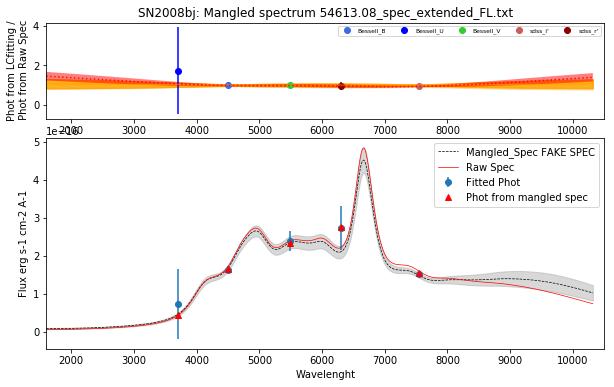 SN2008bj: Mangled spectrum 54613.08_spec_extended_FL.txt
Phot from LCfitting /
Phot from Raw Spec
4
2
0
Bessell_B
Bessell_U
Bessell_V
sdss_i'
sdss_r'
2000 3000 4000 5000 6000 7000 8000 9000 10000
1e−16
Flux erg s-1 cm-2 A-1
5
4
3
2
1
0
Mangled_Spec FAKE SPEC
Raw Spec
Fitted Phot
Phot from mangled spec
2000 3000 4000 5000 6000 7000 8000 9000 10000
Wavelenght